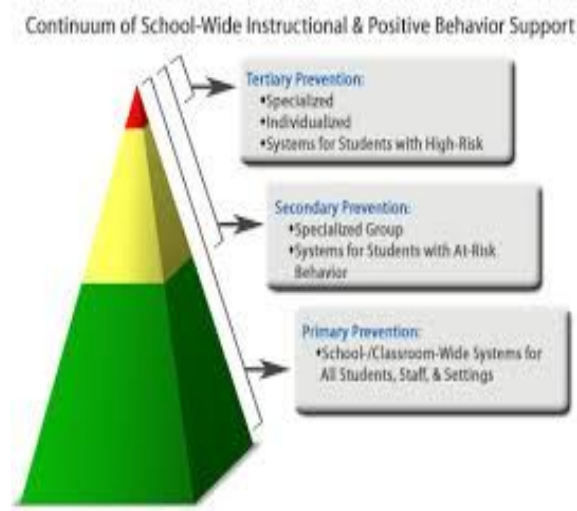 Continuum of School-Wide Instructional & Positive Behavior Support
Tertiary Prevention:
•Specialized
•Individualized
•Systems for Students with High-Risk
Secondary Prevention:
•Specialized Group
•Systems for Students with At-Risk
Behavior
Primary Prevention:
•School-/Classroom-Wide Systems for
All Students, Staff, & Settings